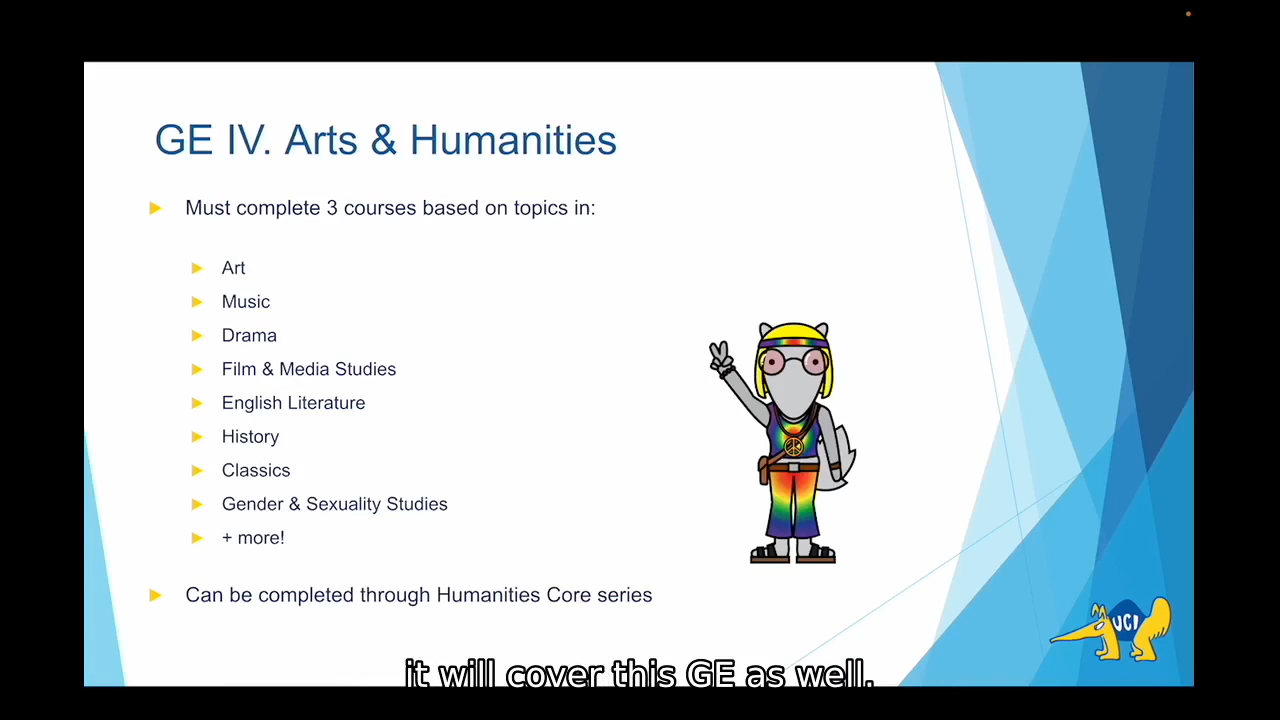 GE IV. Arts & Humanities
Must complete 3 courses based on topics in:
Art
Music
Drama
Film & Media Studies
English Literature
History
Classics
Gender & Sexuality Studies
+ more!
Can be completed through Humanities Core series
UCI
it will cover this GE as well.